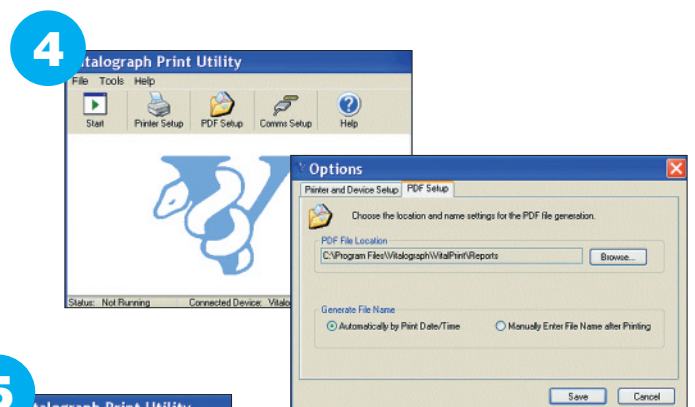 4
talograph Print Utility
File Tools Help
Start Printer Setup PDF Setup Comms Setup Help
Status: Not Running Connected Device: Vitalo
Options
Printer and Device Setup PDF Setup
Choose the location and name settings for the PDF file generation.
PDF File Location
C:\Program Files\Vitalograph\VitalPrint\Reports Browse...
Generate File Name
Automatically by Print Date/Time Manually Enter File Name after Printing
Save Cancel
5
talograph Print Utility